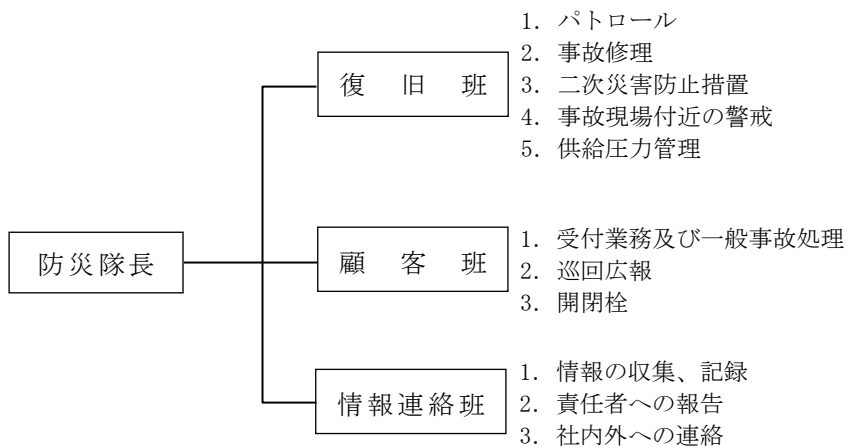 防災隊長
復旧班
1. パトロール
2. 事故修理
3. 二次災害防止措置
4. 事故現場付近の警戒
5. 供給圧力管理
顧客班
1. 受付業務及び一般事故処理
2. 巡回広報
3. 開閉栓
情報連絡班
1. 情報の収集、記録
2. 責任者への報告
3. 社内外への連絡